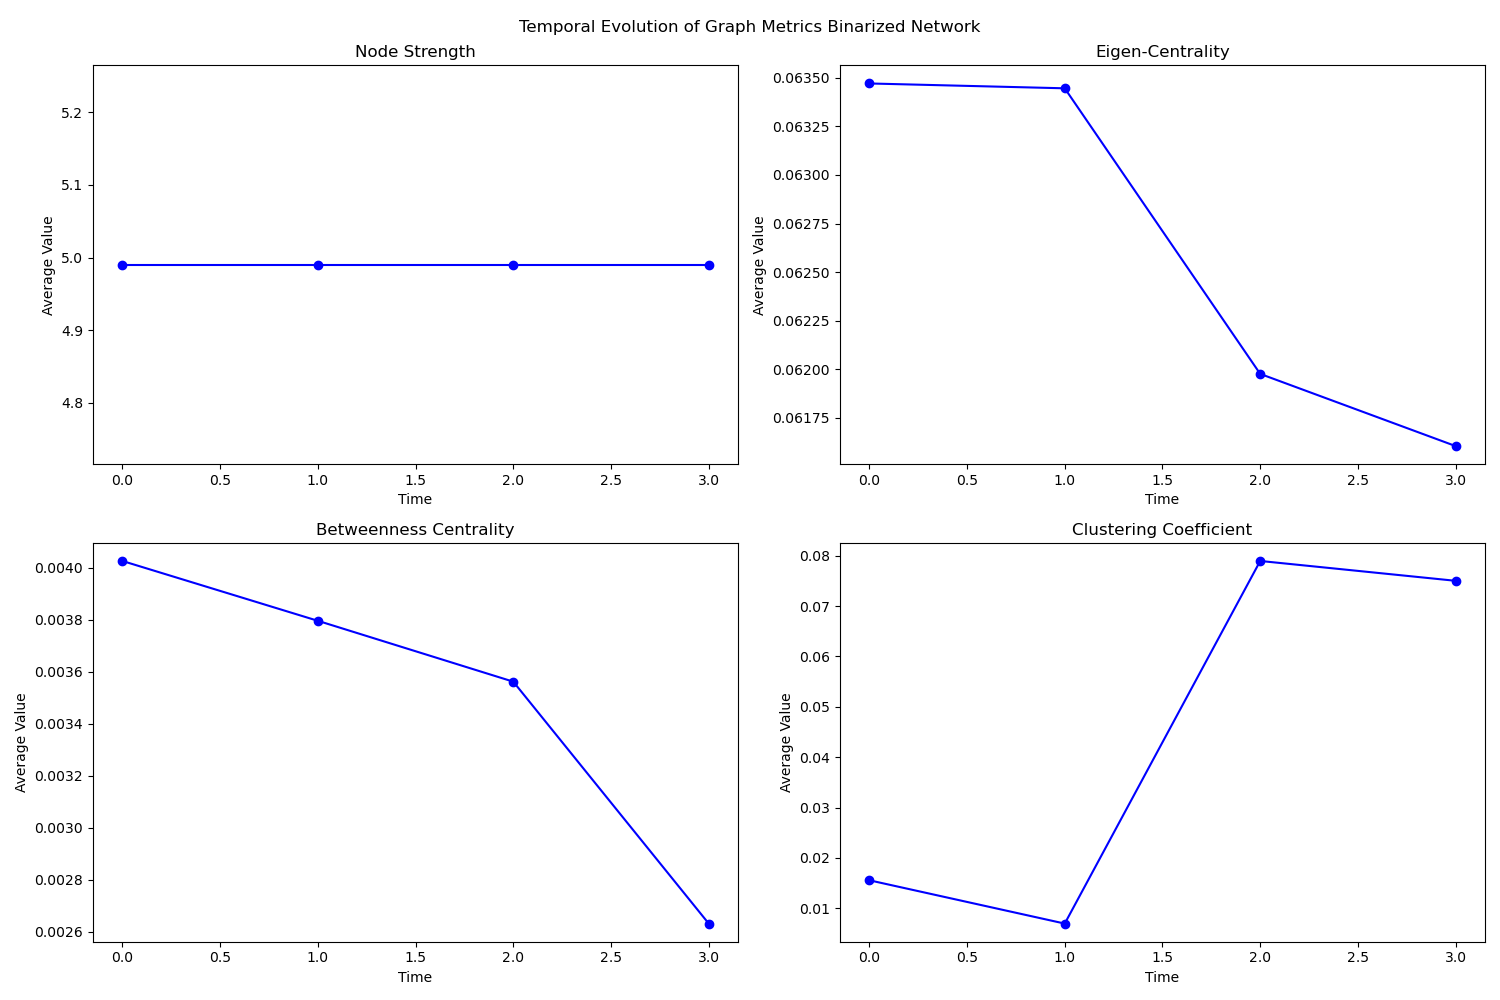 Temporal Evolution of Graph Metrics Binarized Network
Node Strength
5.2
5.1
5.0
4.9
4.8
Average Value
0.0 0.5 1.0 1.5 2.0 2.5 3.0
Time
Eigen-Centrality
0.06350
0.06325
0.06300
0.06275
0.06250
0.06225
0.06200
0.06175
Average Value
0.0 0.5 1.0 1.5 2.0 2.5 3.0
Time
Betweenness Centrality
0.0040
0.0038
0.0036
0.0034
0.0032
0.0030
0.0028
0.0026
Average Value
0.0 0.5 1.0 1.5 2.0 2.5 3.0
Time
Clustering Coefficient
0.08
0.07
0.06
0.05
0.04
0.03
0.02
0.01
Average Value
0.0 0.5 1.0 1.5 2.0 2.5 3.0
Time